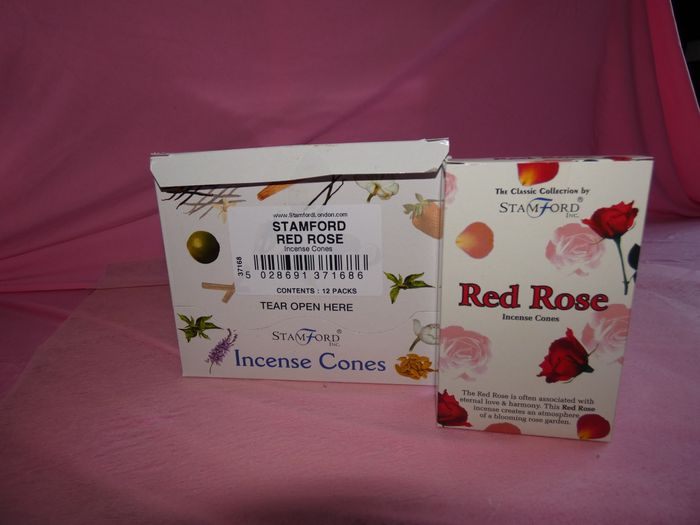 www.StamfordLondon.com
STAMFORD
RED ROSE
Incense Cones
37168
5 028691 371686
CONTENTS : 12 PACKS
TEAR OPEN HERE
STAMFORD®
INC.
Incense Cones
The Classic Collection by
STAMFORD®
INC.
Red Rose
Incense Cones
The Red Rose is often associated with
eternal love & harmony. This Red Rose
incense creates an atmosphere
of a blooming rose garden.